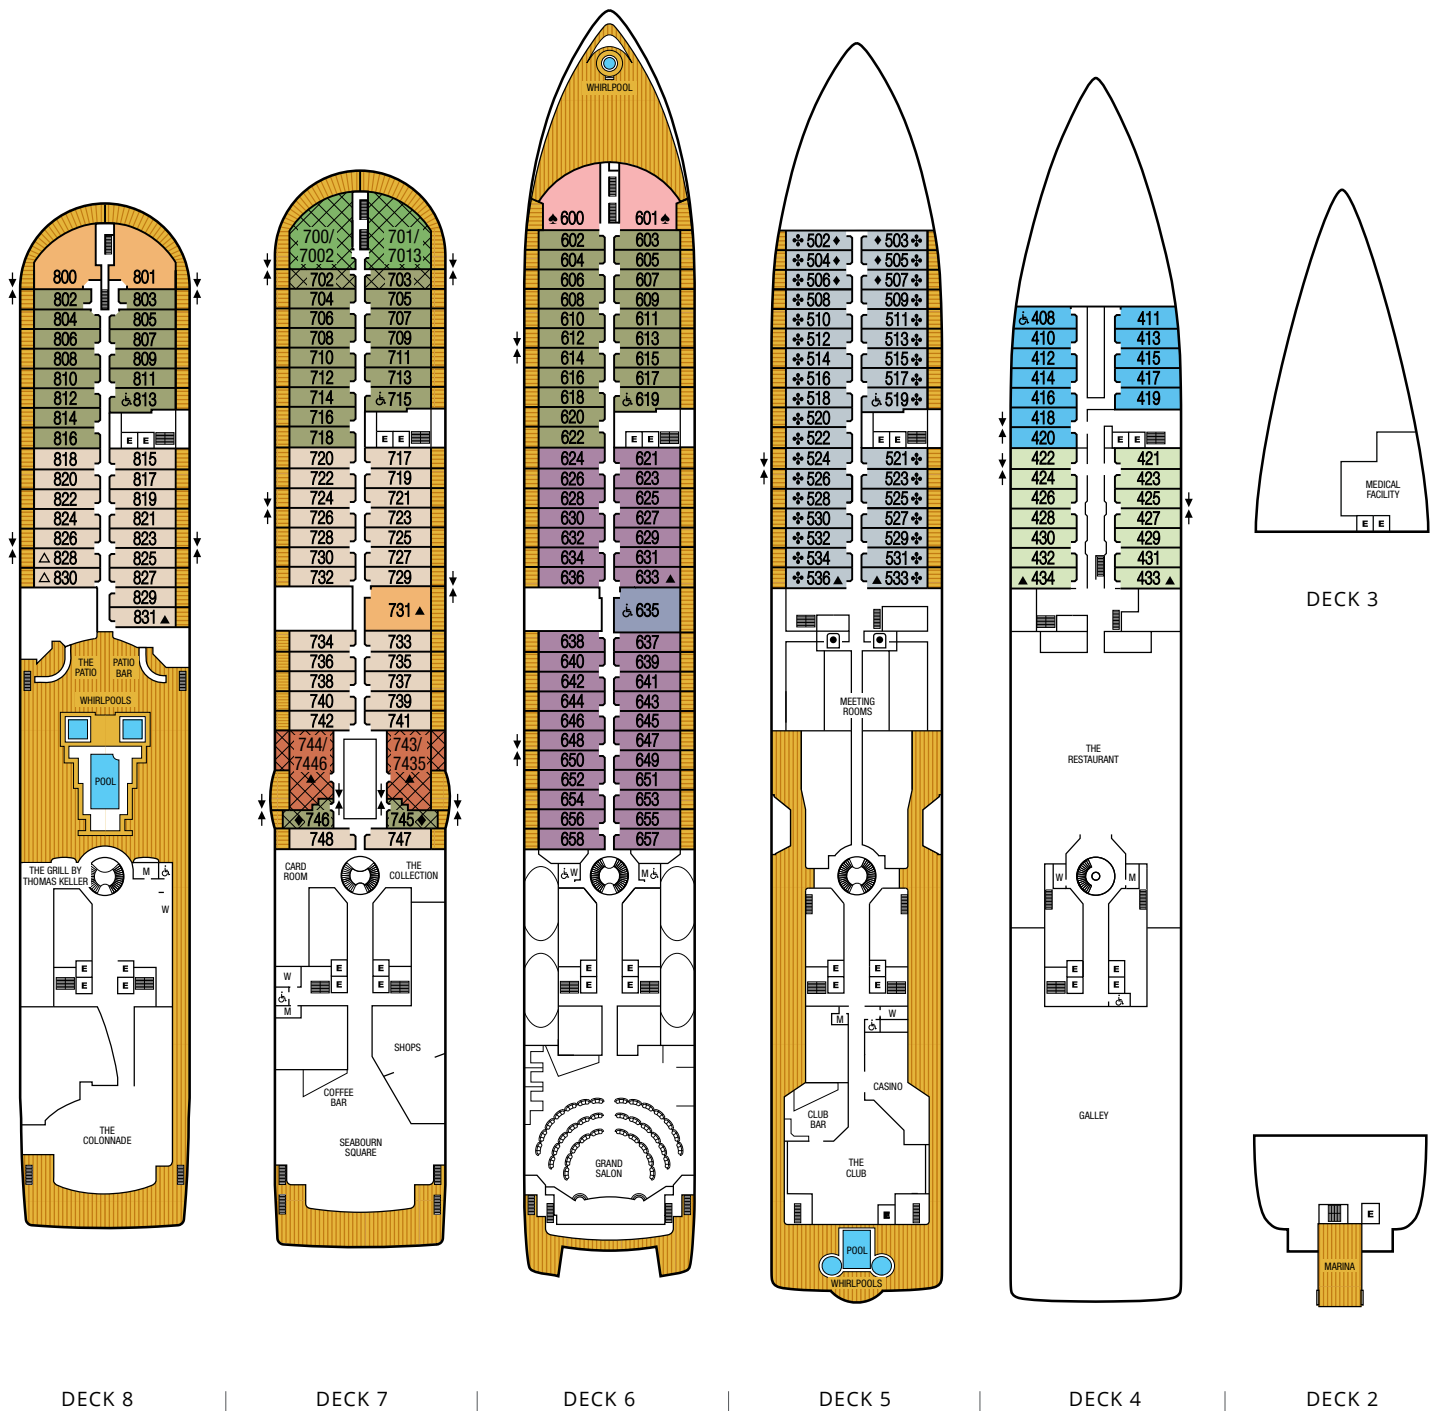 800 801
802 803
804 805
806 807
808 809
810 811
812 813
814
816
E E
818 815
820 817
822 819
824 821
826 823
828 825
830 827
829
831
THE
PATIO
PATIO
BAR
WHIRLPOOLS
POOL
THE GRILL BY
THOMAS KELLER
M
W
E E
E E
THE
COLONNADE
DECK 8
700/
7002
701/
7013
702 703
704 705
706 707
708 709
710 711
712 713
714 715
716
718
E E
720 717
722 719
724 721
726 723
728 725
730 727
732 729
731
734 733
736 735
738 737
740 739
742 741
744/
7446
743/
7435
746 745
748 747
CARD
ROOM
THE
COLLECTION
W
M
E E
E E
SHOPS
COFFEE
BAR
SEABOURN
SQUARE
DECK 7
WHIRLPOOL
600 601
602 603
604 605
606 607
608 609
610 611
612 613
614 615
616 617
618 619
620
622
E E
624 621
626 623
628 625
630 627
632 629
634 631
636 633
635
638 637
640 639
642 641
644 643
646 645
648 647
650 649
652 651
654 653
656 655
658 657
W M
E E
E E
GRAND
SALON
DECK 6
502 503
504 505
506 507
508 509
510 511
512 513
514 515
516 517
518 519
520
522
E E
524 521
526 523
528 525
530 527
532 529
534 531
536 533
MEETING
ROOMS
E E
E E
M W
CASINO
CLUB
BAR
THE
CLUB
E
POOL
WHIRLPOOLS
DECK 5
408 411
410 413
412 415
414 417
416 419
418
420
E E
422 421
424 423
426 425
428 427
430 429
432 431
434 433
THE
RESTAURANT
W M
E E
E E
GALLEY
DECK 4
MEDICAL
FACILITY
E E
DECK 3
E
MARINA
DECK 2